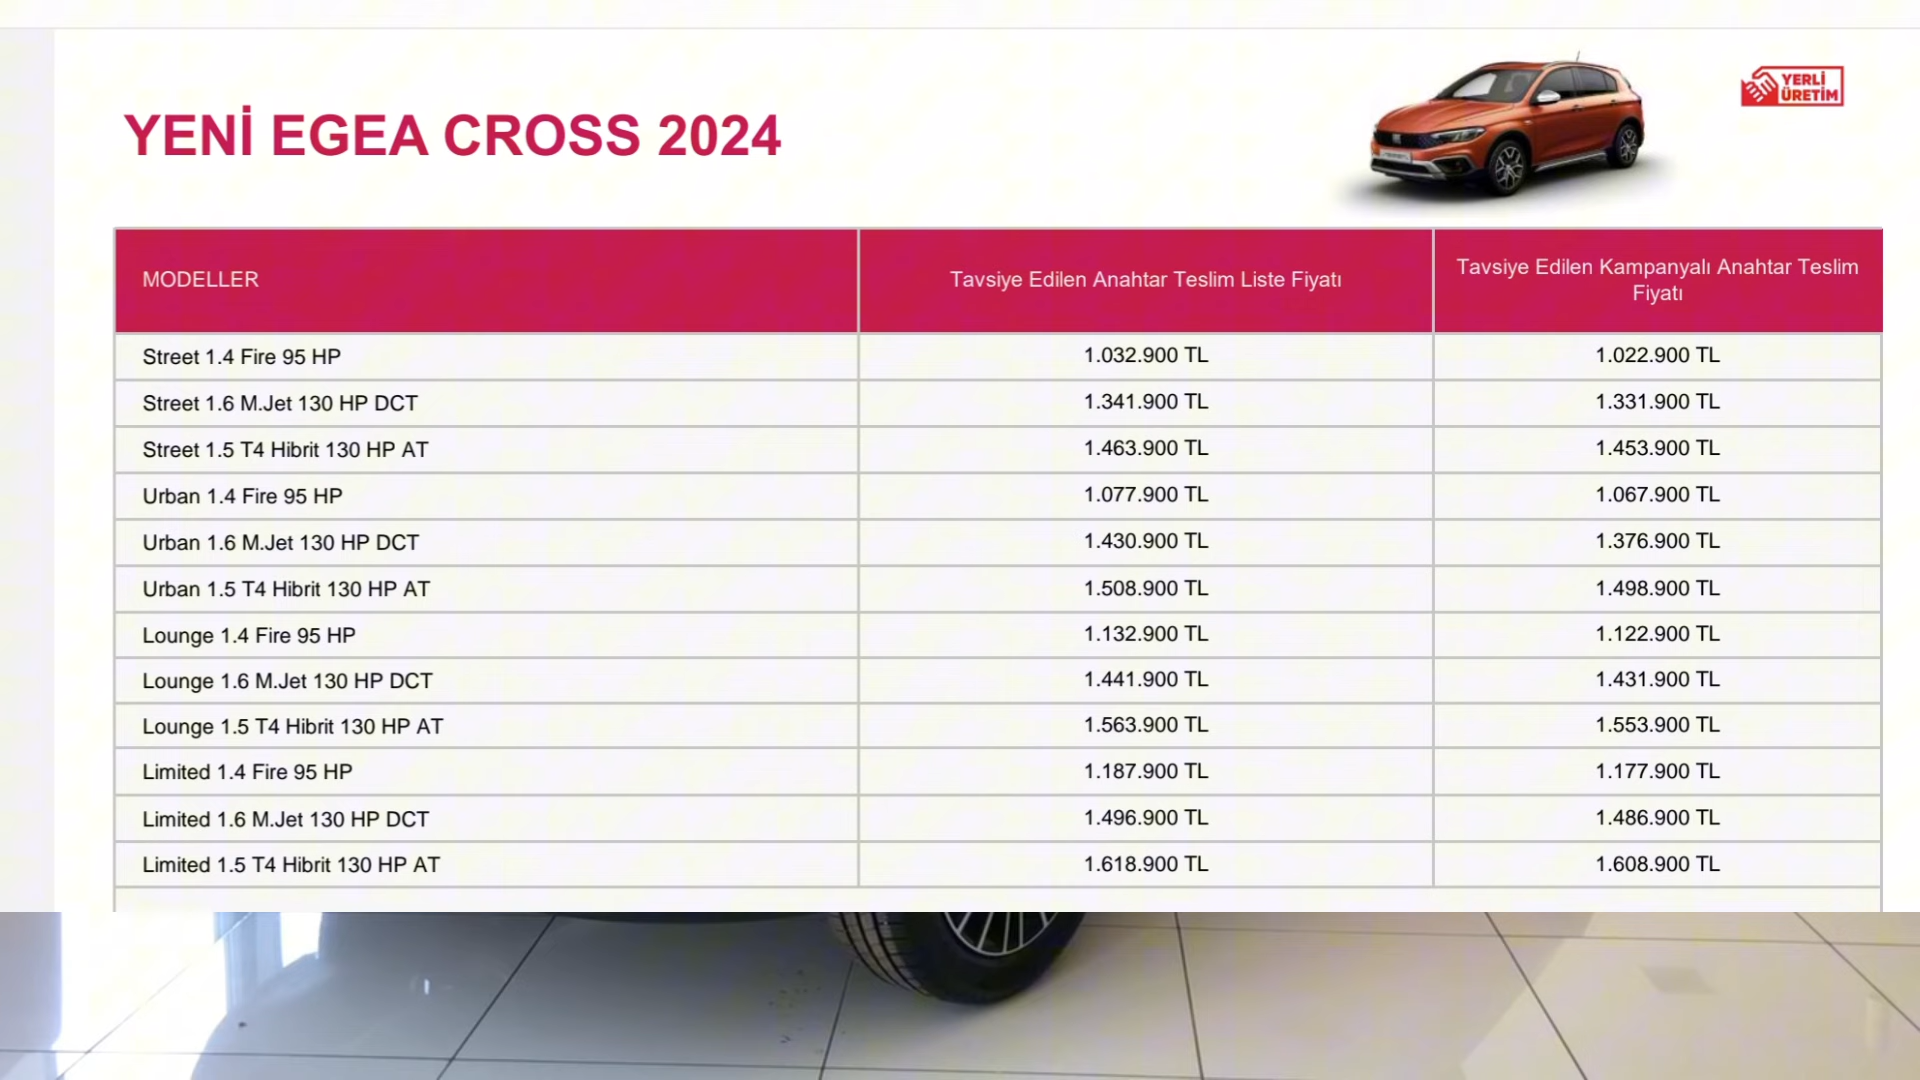 YENİ EGEA CROSS 2024
YERLİ
ÜRETİM
MODELLER
Tavsiye Edilen Anahtar Teslim Liste Fiyatı
Tavsiye Edilen Kampanyalı Anahtar Teslim
Fiyatı
Street 1.4 Fire 95 HP 1.032.900 TL 1.022.900 TL
Street 1.6 M.Jet 130 HP DCT 1.341.900 TL 1.331.900 TL
Street 1.5 T4 Hibrit 130 HP AT 1.463.900 TL 1.453.900 TL
Urban 1.4 Fire 95 HP 1.077.900 TL 1.067.900 TL
Urban 1.6 M.Jet 130 HP DCT 1.430.900 TL 1.376.900 TL
Urban 1.5 T4 Hibrit 130 HP AT 1.508.900 TL 1.498.900 TL
Lounge 1.4 Fire 95 HP 1.132.900 TL 1.122.900 TL
Lounge 1.6 M.Jet 130 HP DCT 1.441.900 TL 1.431.900 TL
Lounge 1.5 T4 Hibrit 130 HP AT 1.563.900 TL 1.553.900 TL
Limited 1.4 Fire 95 HP 1.187.900 TL 1.177.900 TL
Limited 1.6 M.Jet 130 HP DCT 1.496.900 TL 1.486.900 TL
Limited 1.5 T4 Hibrit 130 HP AT 1.618.900 TL 1.608.900 TL